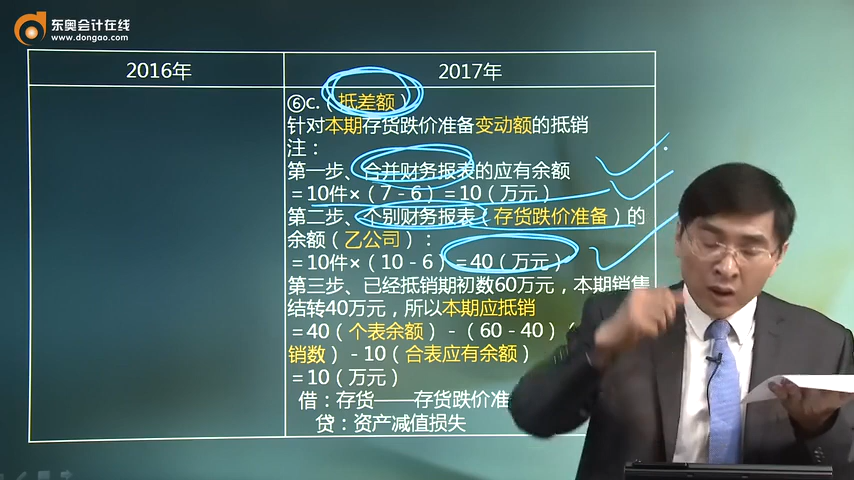 东奥会计在线
www.dongao.com
2016年
2017年
⑥c.（抵差额）
针对本期存货跌价准备变动额的抵销
注：
第一步、合并财务报表的应有余额
＝10件×（7－6）＝10（万元）
第二步、个别财务报表（存货跌价准备）的
余额（乙公司）：
＝10件×（10－6）＝40（万元）
第三步、已经抵销期初数60万元，本期销售
结转40万元，所以本期应抵销
＝40（个表余额）－（60－40）（
销数）－10（合表应有余额）
＝10（万元）
借：存货——存货跌价准
贷：资产减值损失